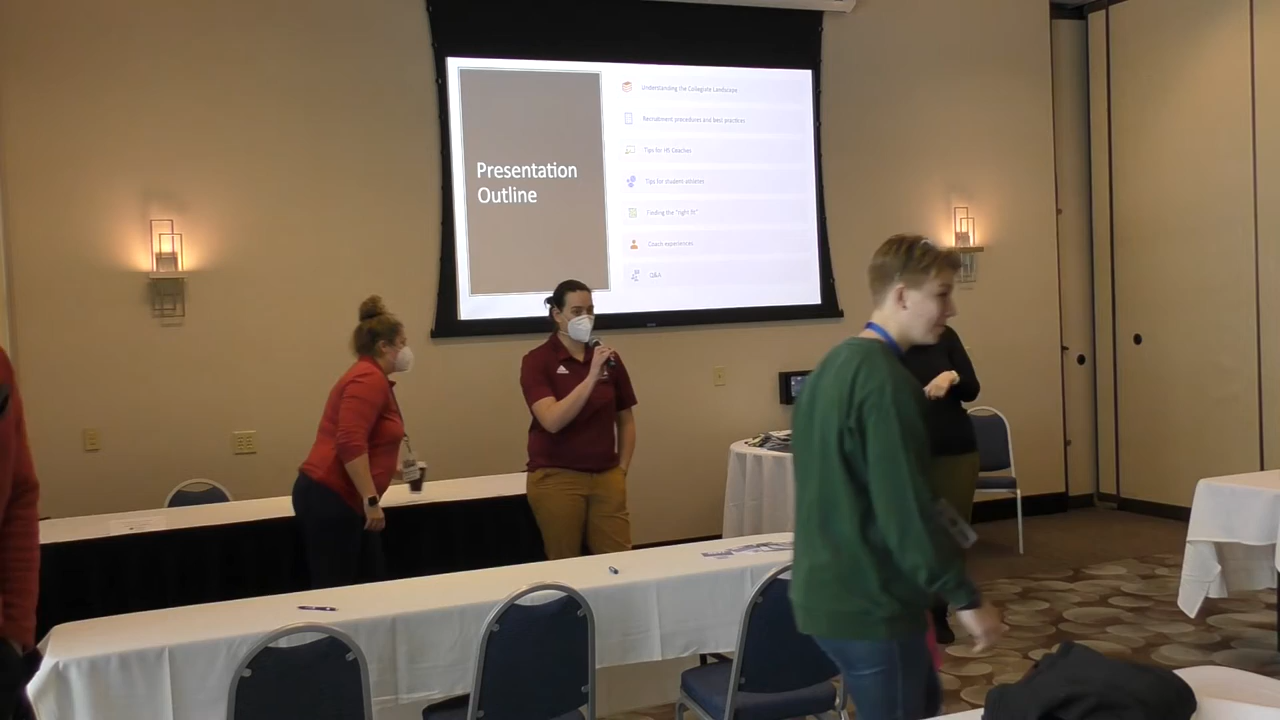 Presentation
Outline
Understanding the Collegiate Landscape
Recruitment procedures and best practices
Tips for HS Coaches
Tips for student athletes
Finding the "right fit"
Coach experiences
Q&A